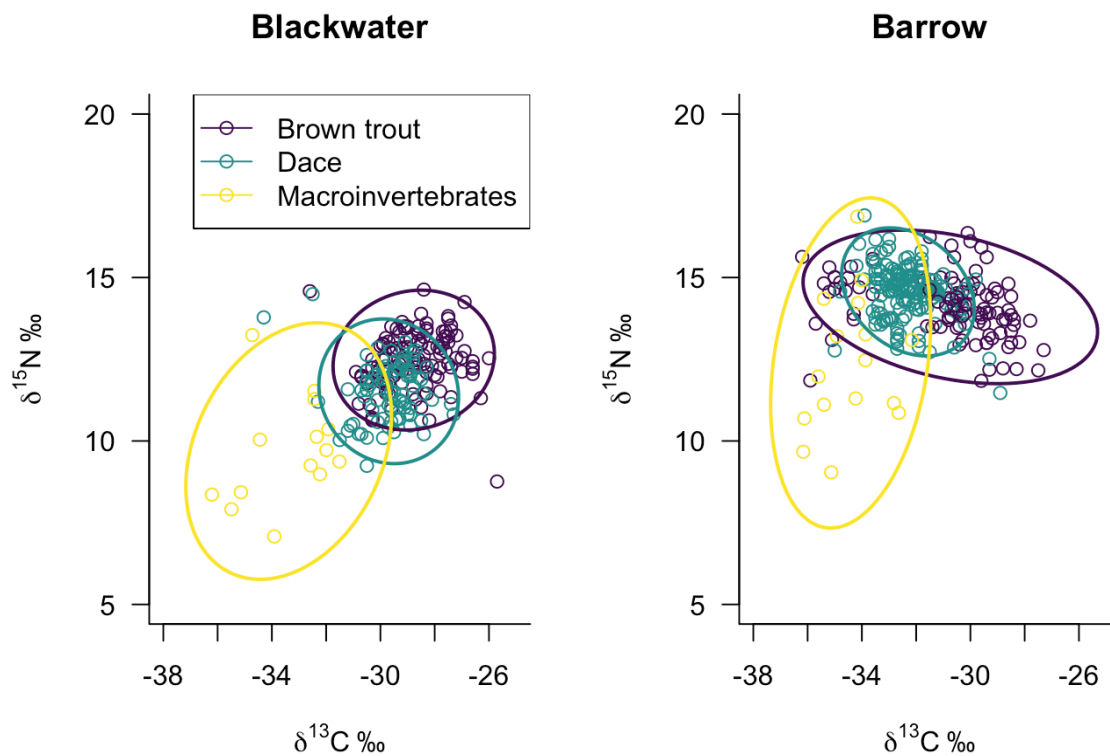 Blackwater
20
15
10
5
δ¹⁵N ‰
Brown trout
Dace
Macroinvertebrates
-38 -34 -30 -26
δ¹³C ‰
Barrow
20
15
10
5
δ¹⁵N ‰
-38 -34 -30 -26
δ¹³C ‰